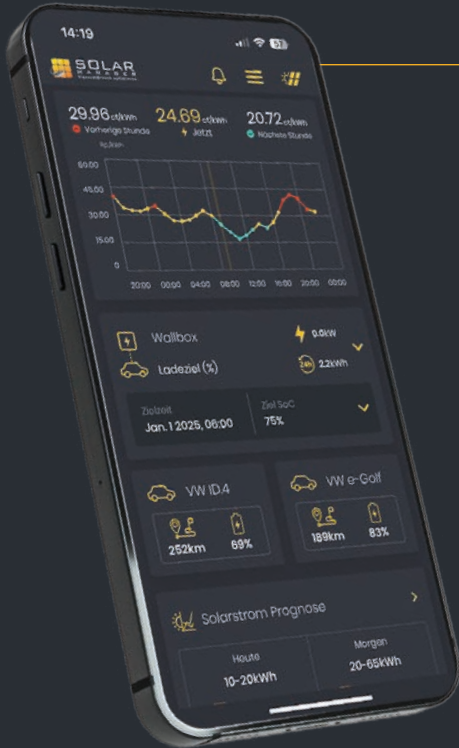 14:19
57
SOLAR
MANAGER
29.96 ct/kWh 24.69 ct/kWh 20.72 ct/kWh
Vorherige Stunde Jetzt Nächste Stunde
60.00
45.00
30.00
15.00
0
20:00 00:00 04:00 08:00 12:00 16:00 20:00 00:00
Wallbox 0.0kW
Ladeziel (%) 24h 2.2kWh
Zielzeit Ziel SoC
Jan. 1 2025, 06:00 75%
VW ID.4 VW e-Golf
252km 69% 189km 83%
Solarstrom Prognose
Heute Morgen
10-20kWh 20-65kWh